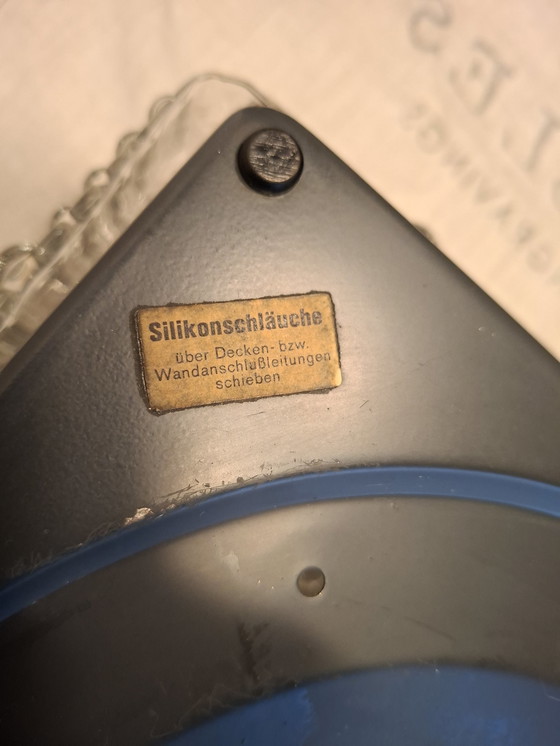 Silikonschläuche
über Decken- bzw.
Wandanschlußleitungen
schieben